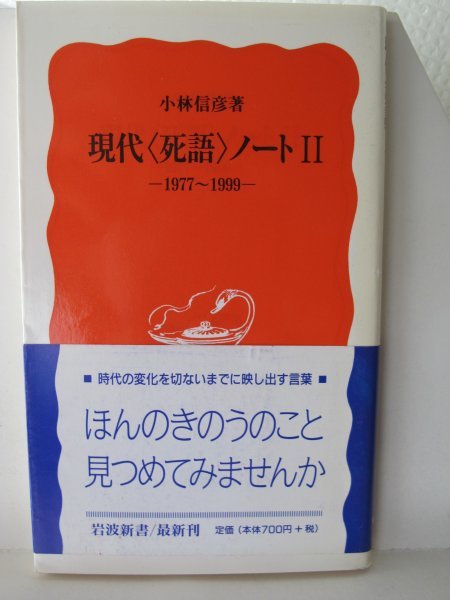 小林信彦著
現代〈死語〉ノートII
—1977〜1999—
■ 時代の変化を切ないまでに映し出す言葉 ■
ほんのきのうのこと
見つめてみませんか
岩波新書/最新刊 定価(本体700円+税)